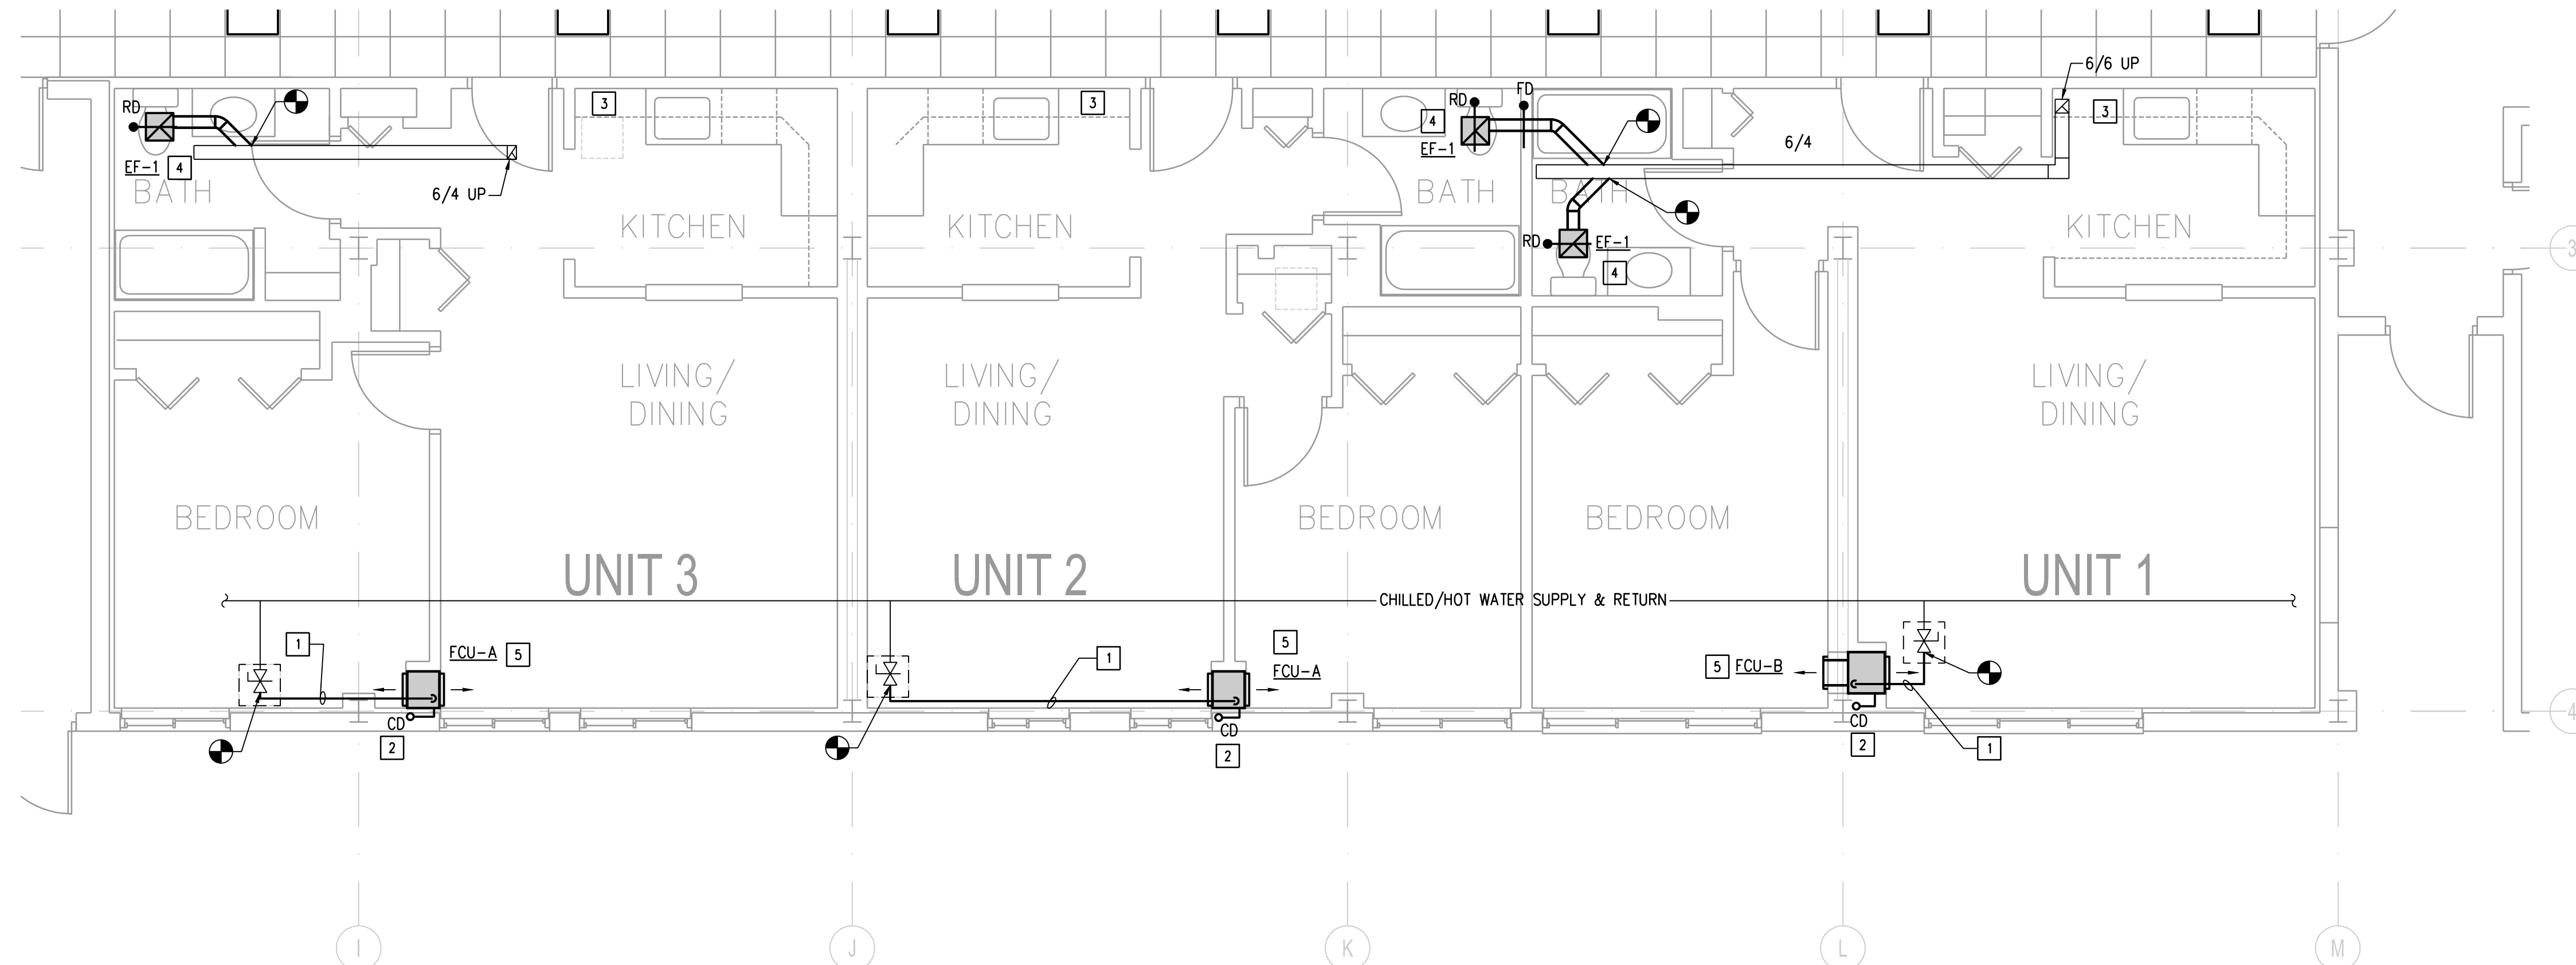 6/6 UP
RD
3
3
RD
FD
3
4
EF-1
6/4
EF-1
4
BATH
6/4 UP
BATH
BATH
KITCHEN
KITCHEN
KITCHEN
RD
EF-1
4
3
LIVING/
DINING
LIVING/
DINING
LIVING/
DINING
BEDROOM
BEDROOM
BEDROOM
UNIT 3
UNIT 2
UNIT 1
CHILLED/HOT WATER SUPPLY & RETURN
1
FCU-A
5
1
5
FCU-A
5
FCU-B
CD
2
CD
2
CD
2
1
4
I
J
K
L
M